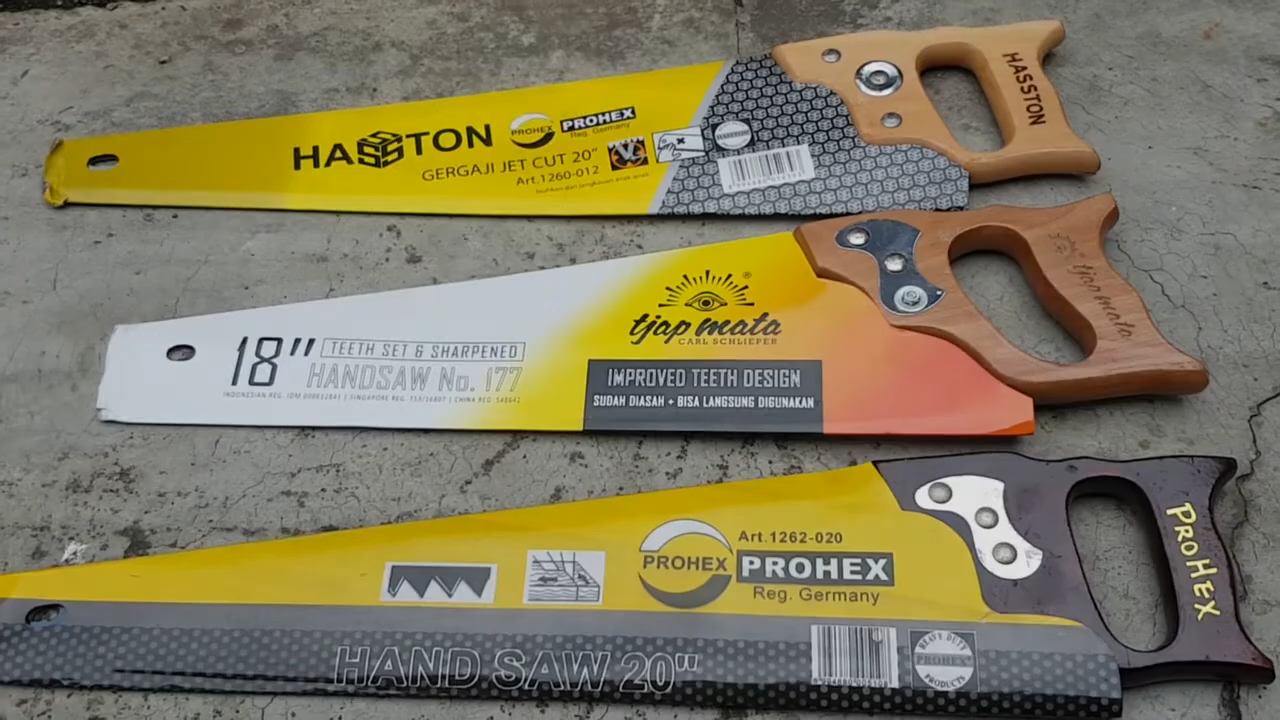 HASSTON
PROHEX
PROHEX
Reg. Germany
GERGAJI JET CUT 20"
Art.1260-012
HASSTON
tjap mata
CARL SCHLIEPER
18"
TEETH SET & SHARPENED
HANDSAW No. 177
IMPROVED TEETH DESIGN
SUDAH DIASAH + BISA LANGSUNG DIGUNAKAN
tjap mata
Art.1262-020
PROHEX
PROHEX
Reg. Germany
PROHEX
HAND SAW 20"
HEAVY DUTY
PROHEX
PRODUCTS